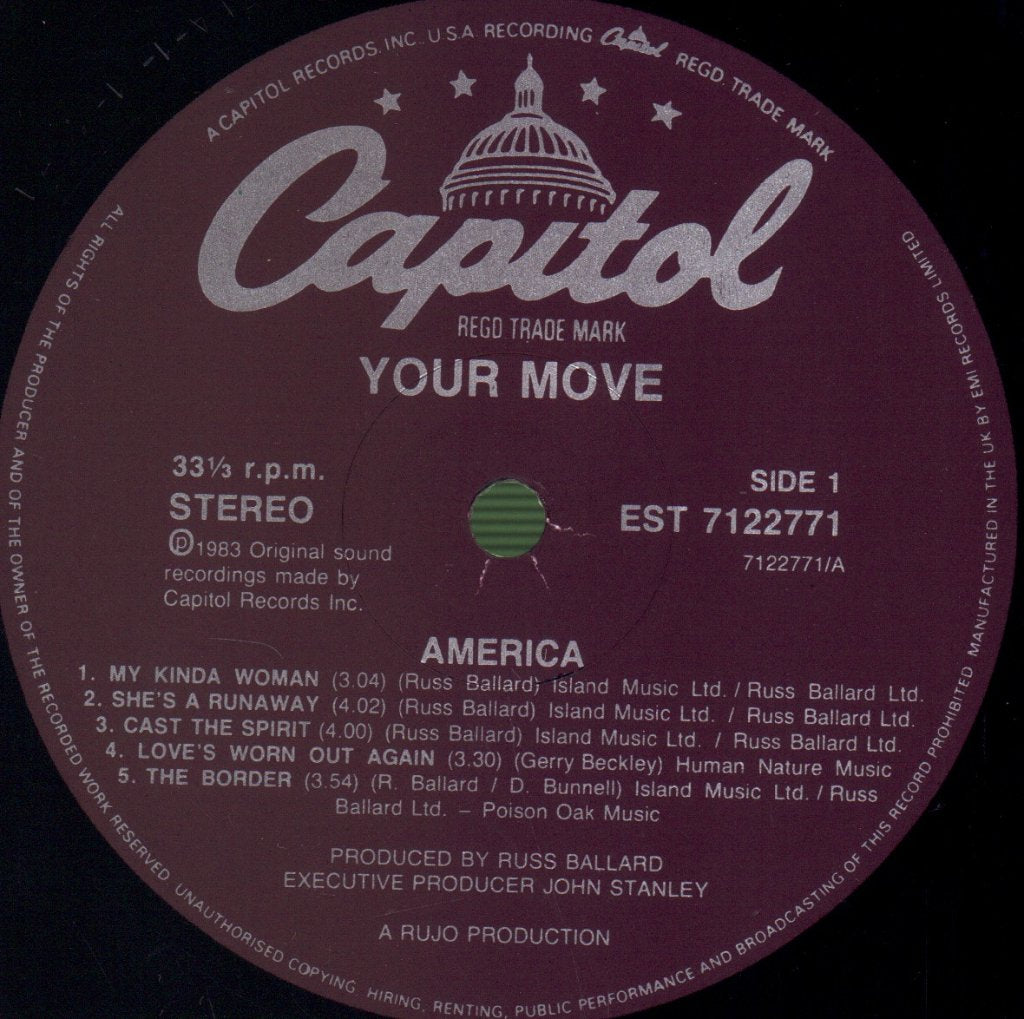 A CAPITOL RECORDS, INC. U.S.A RECORDING Capitol REGD. TRADE MARK
Capitol
REGD TRADE MARK
YOUR MOVE
33⅓ r.p.m.
STEREO
Ⓟ1983 Original sound
recordings made by
Capitol Records Inc.
SIDE 1
EST 7122771
7122771/A
AMERICA
1. MY KINDA WOMAN (3.04) (Russ Ballard) Island Music Ltd. / Russ Ballard Ltd.
2. SHE'S A RUNAWAY (4.02) (Russ Ballard) Island Music Ltd. / Russ Ballard Ltd.
3. CAST THE SPIRIT (4.00) (Russ Ballard) Island Music Ltd. / Russ Ballard Ltd.
4. LOVE'S WORN OUT AGAIN (3.30) (Gerry Beckley) Human Nature Music
5. THE BORDER (3.54) (R. Ballard / D. Bunnell) Island Music Ltd. / Russ
Ballard Ltd. – Poison Oak Music
PRODUCED BY RUSS BALLARD
EXECUTIVE PRODUCER JOHN STANLEY
A RUJO PRODUCTION
ALL RIGHTS OF THE PRODUCER AND OF THE OWNER OF THE RECORDED WORK RESERVED UNAUTHORISED COPYING, HIRING, RENTING, PUBLIC PERFORMANCE AND BROADCASTING OF THIS RECORD PROHIBITED MANUFACTURED IN THE UK BY EMI RECORDS LIMITED